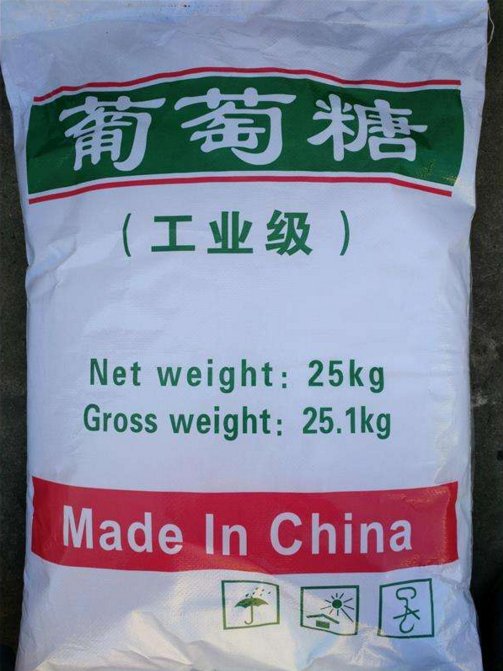 葡萄糖
（工业级）
Net weight: 25kg
Gross weight: 25.1kg
Made In China